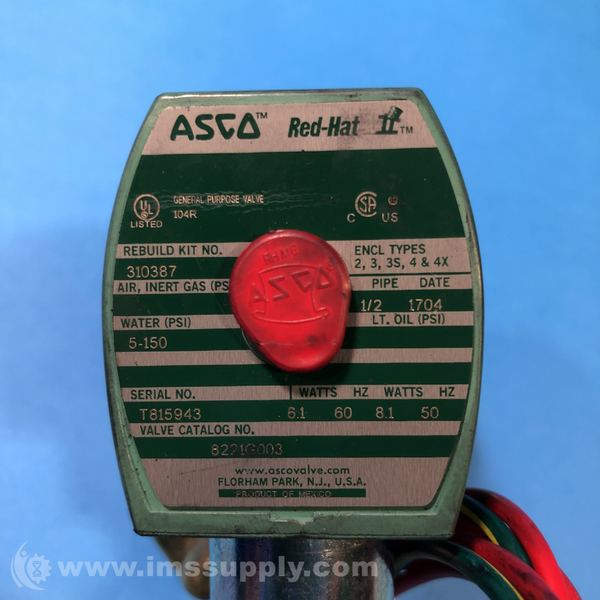 ASCO™ Red-Hat II™
UL LISTED GENERAL PURPOSE VALVE 104R
C SA US
REBUILD KIT NO. ENCL TYPES
310387 2, 3, 3S, 4 & 4X
AIR, INERT GAS (PS PIPE DATE
1/2 1704
WATER (PSI) LT. OIL (PSI)
5-150
ASCO
SERIAL NO. WATTS HZ WATTS HZ
T815943 6.1 60 8.1 50
VALVE CATALOG NO.
8221G003
www.ascovalve.com
FLORHAM PARK, N.J., U.S.A.
PRODUCT OF MEXICO
www.imssupply.com